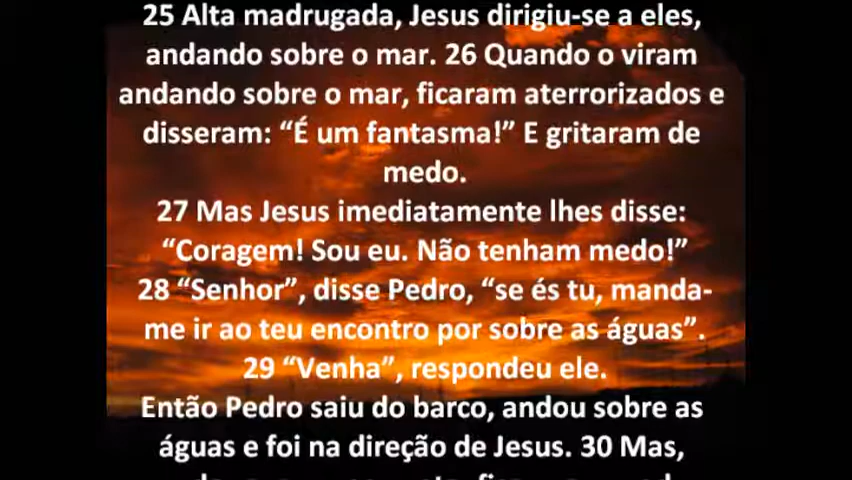 25 Alta madrugada, Jesus dirigiu-se a eles,
andando sobre o mar. 26 Quando o viram
andando sobre o mar, ficaram aterrorizados e
disseram: “É um fantasma!” E gritaram de
medo.
27 Mas Jesus imediatamente lhes disse:
“Coragem! Sou eu. Não tenham medo!”
28 “Senhor”, disse Pedro, “se és tu, manda-
me ir ao teu encontro por sobre as águas”.
29 “Venha”, respondeu ele.
Então Pedro saiu do barco, andou sobre as
águas e foi na direção de Jesus. 30 Mas,